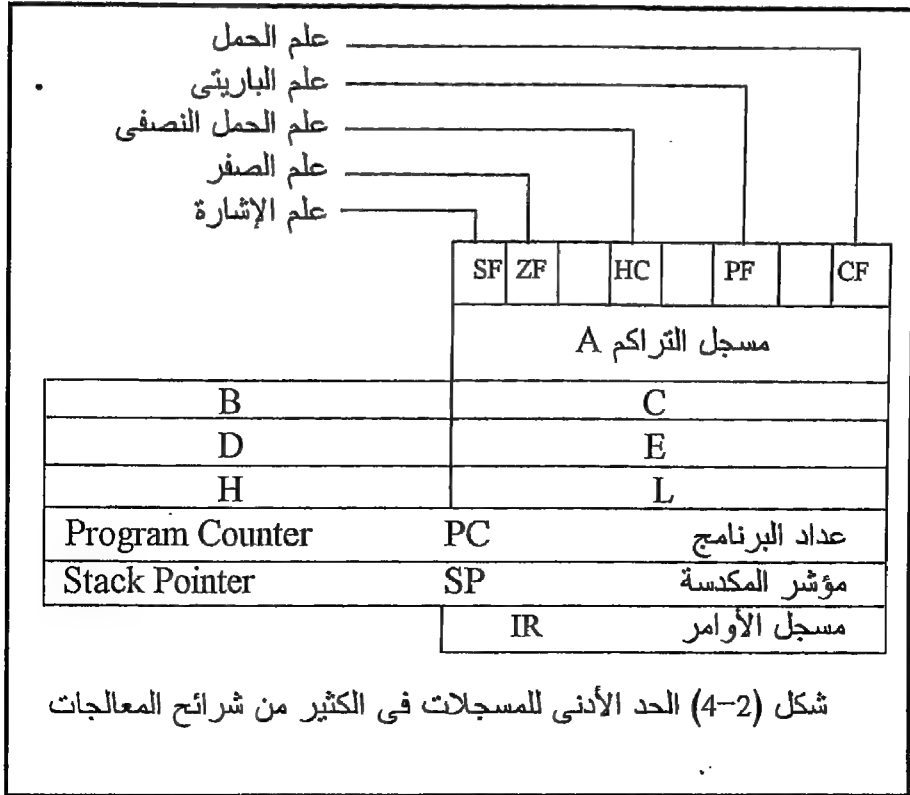 علم الحمل
علم الباريتى
علم الحمل النصفى
علم الصفر
علم الإشارة
SF ZF HC PF CF
مسجل التراكم A
B C
D E
H L
Program Counter PC عداد البرنامج
Stack Pointer SP مؤشر المكدسة
IR مسجل الأوامر
شكل (2-4) الحد الأدنى للمسجلات فى الكثير من شرائح المعالجات